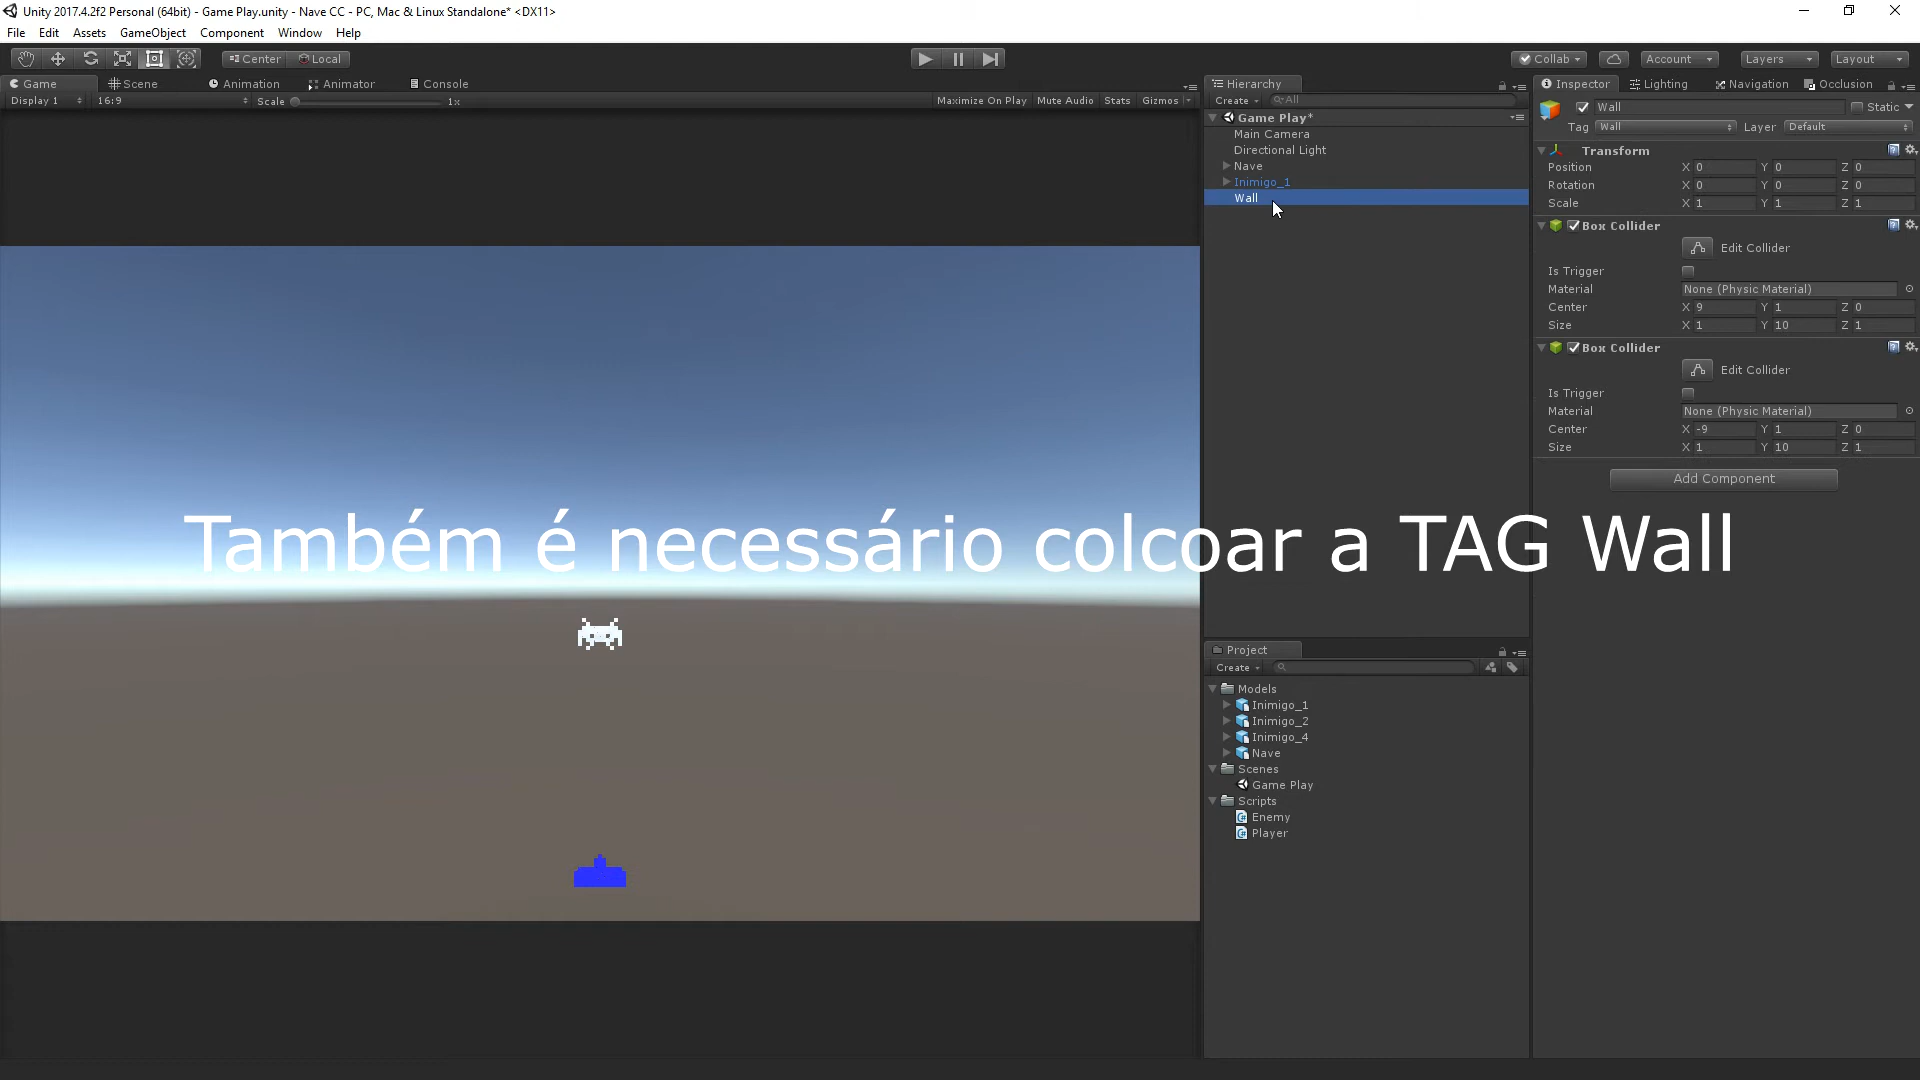 Unity 2017.4.2f2 Personal (64bit) - Game Play.unity - Nave CC - PC, Mac & Linux Standalone* <DX11>
File Edit Assets GameObject Component Window Help
Center Local
Collab Account Layers Layout
Game Scene Animation Animator Console
Display 1 16:9 Scale 1x Maximize On Play Mute Audio Stats Gizmos
Hierarchy
Create All
Game Play*
Main Camera
Directional Light
Nave
Inimigo_1
Wall
Inspector Lighting Navigation Occlusion
Wall Static
Tag Wall Layer Default
Transform
Position X 0 Y 0 Z 0
Rotation X 0 Y 0 Z 0
Scale X 1 Y 1 Z 1
Box Collider
Edit Collider
Is Trigger
Material None (Physic Material)
Center X 9 Y 1 Z 0
Size X 1 Y 10 Z 1
Box Collider
Edit Collider
Is Trigger
Material None (Physic Material)
Center X -9 Y 1 Z 0
Size X 1 Y 10 Z 1
Add Component
Também é necessário colcoar a TAG Wall
Project
Create
Models
Inimigo_1
Inimigo_2
Inimigo_4
Nave
Scenes
Game Play
Scripts
Enemy
Player